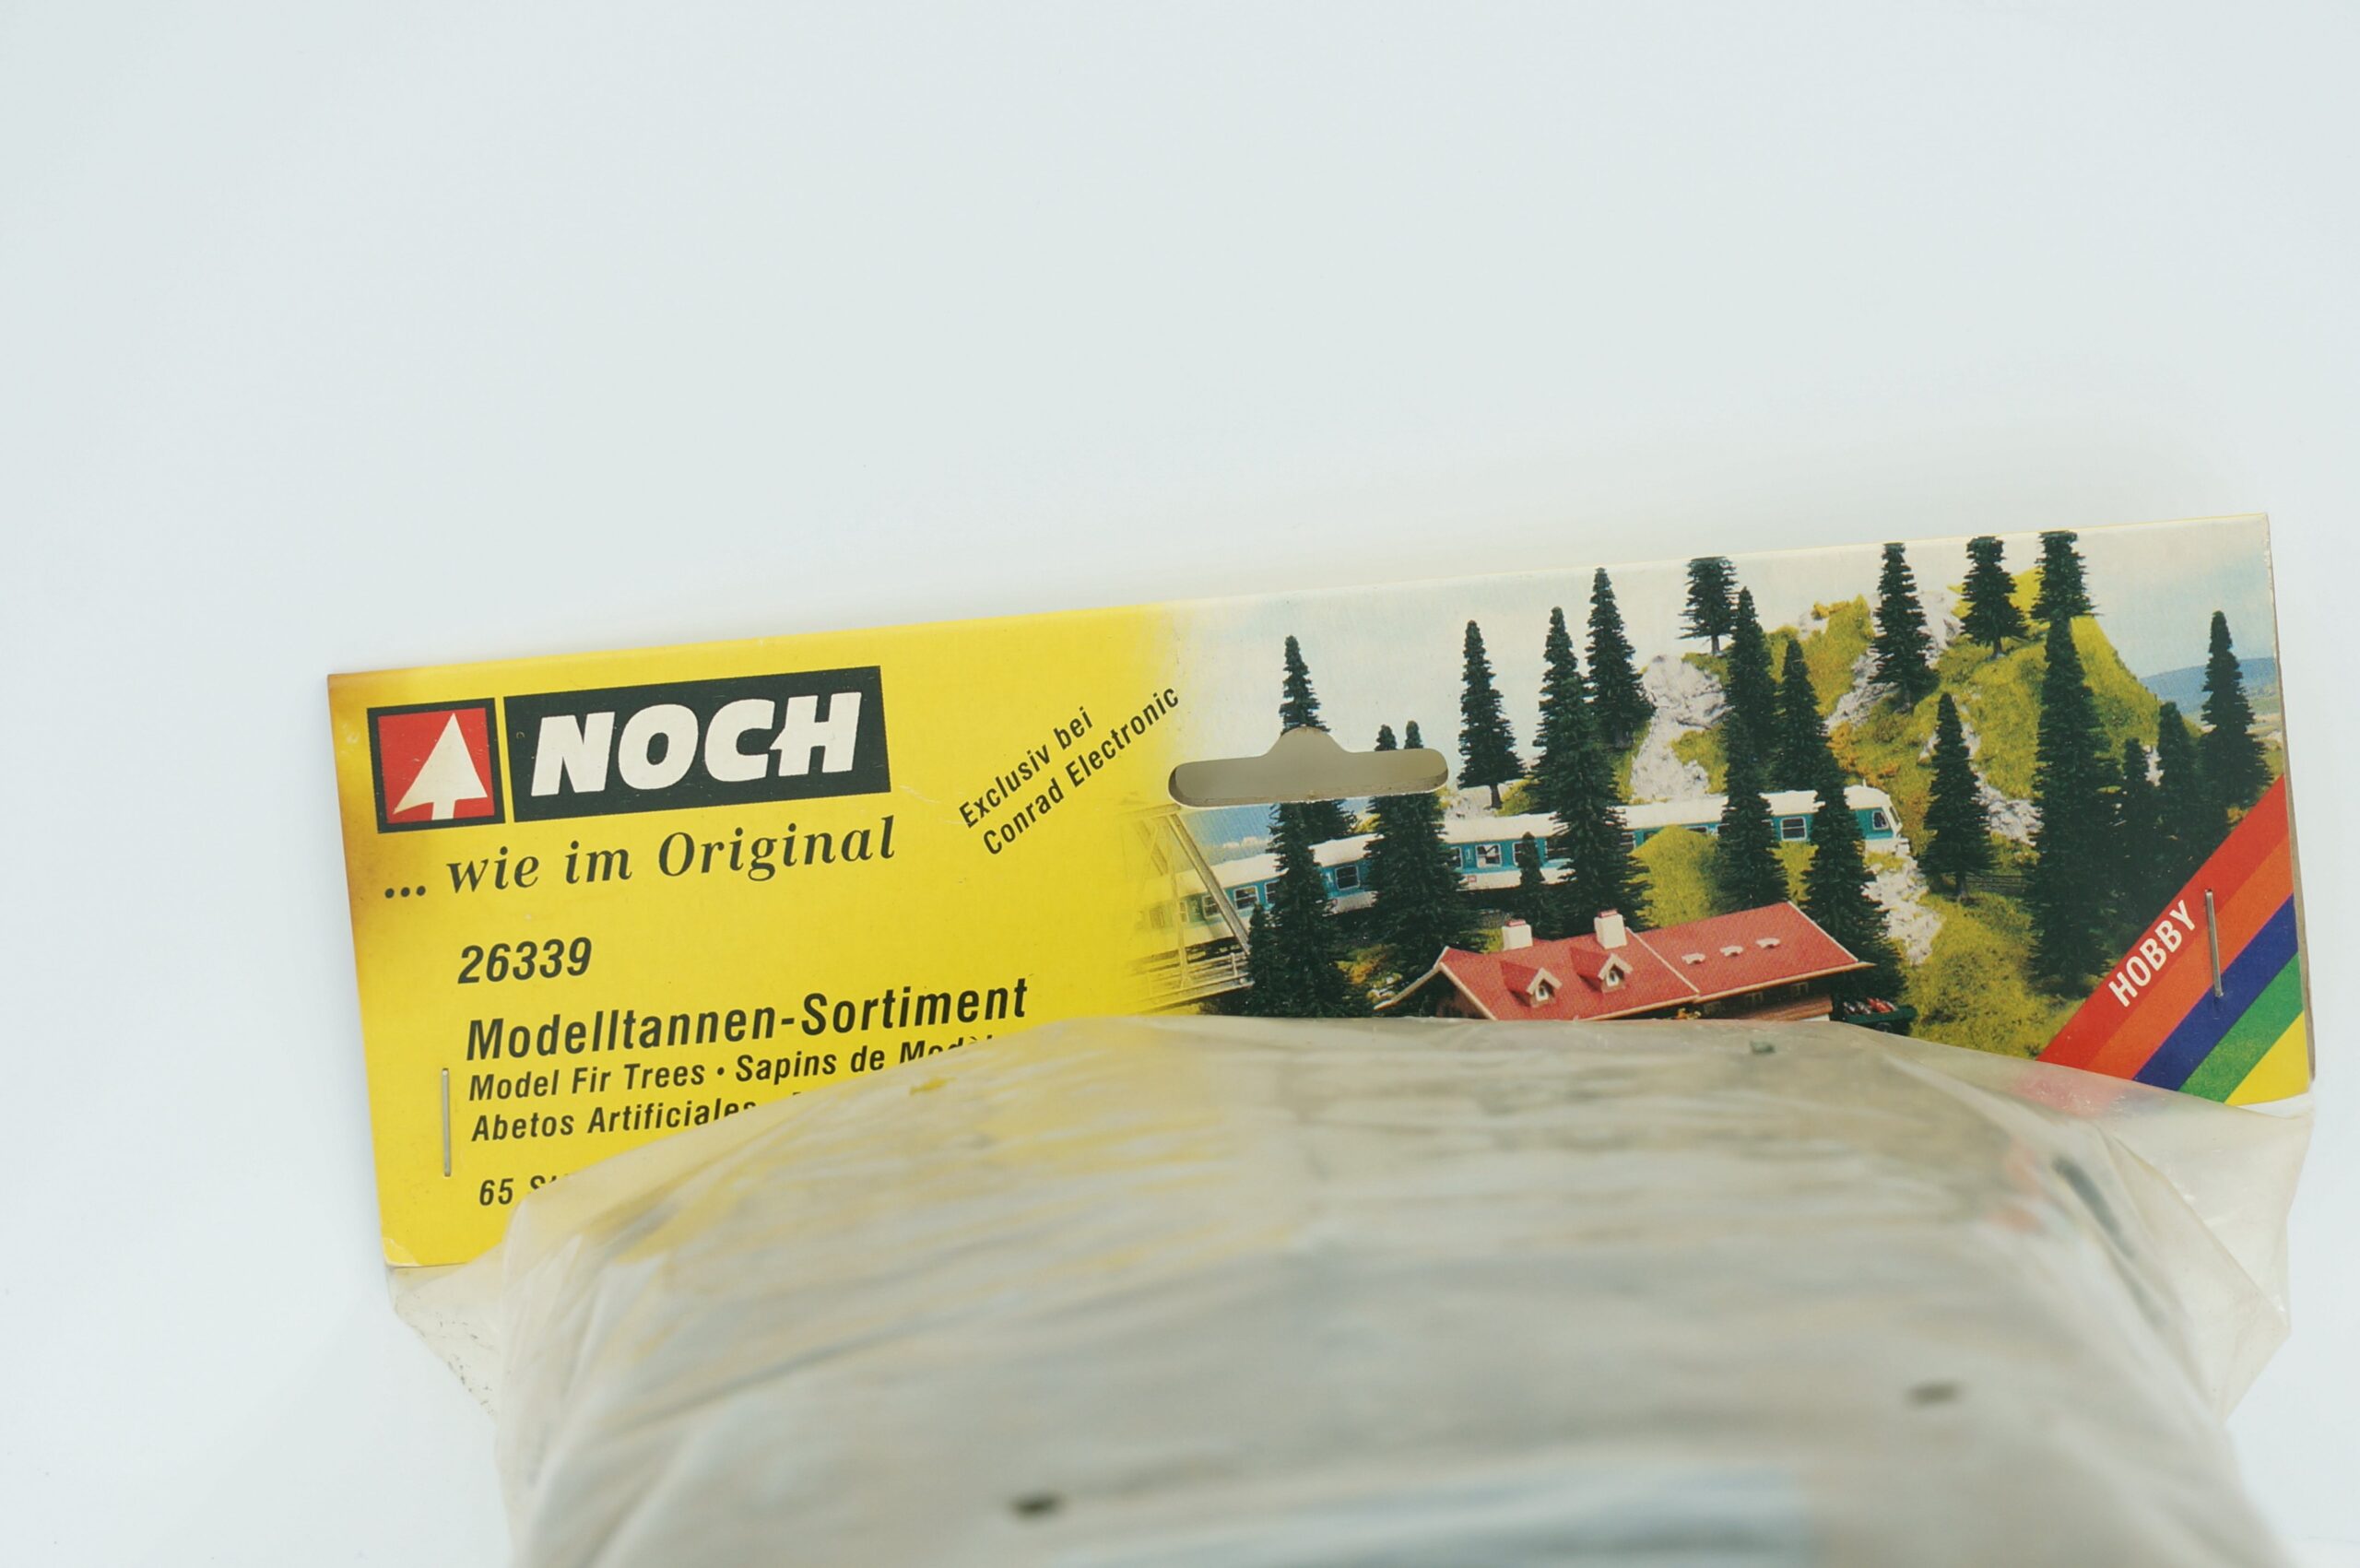 NOCH
... wie im Original
Exclusiv bei
Conrad Electronic
26339
Modelltannen-Sortiment
Model Fir Trees • Sapins de
Abetos Artificiales
65
HOBBY